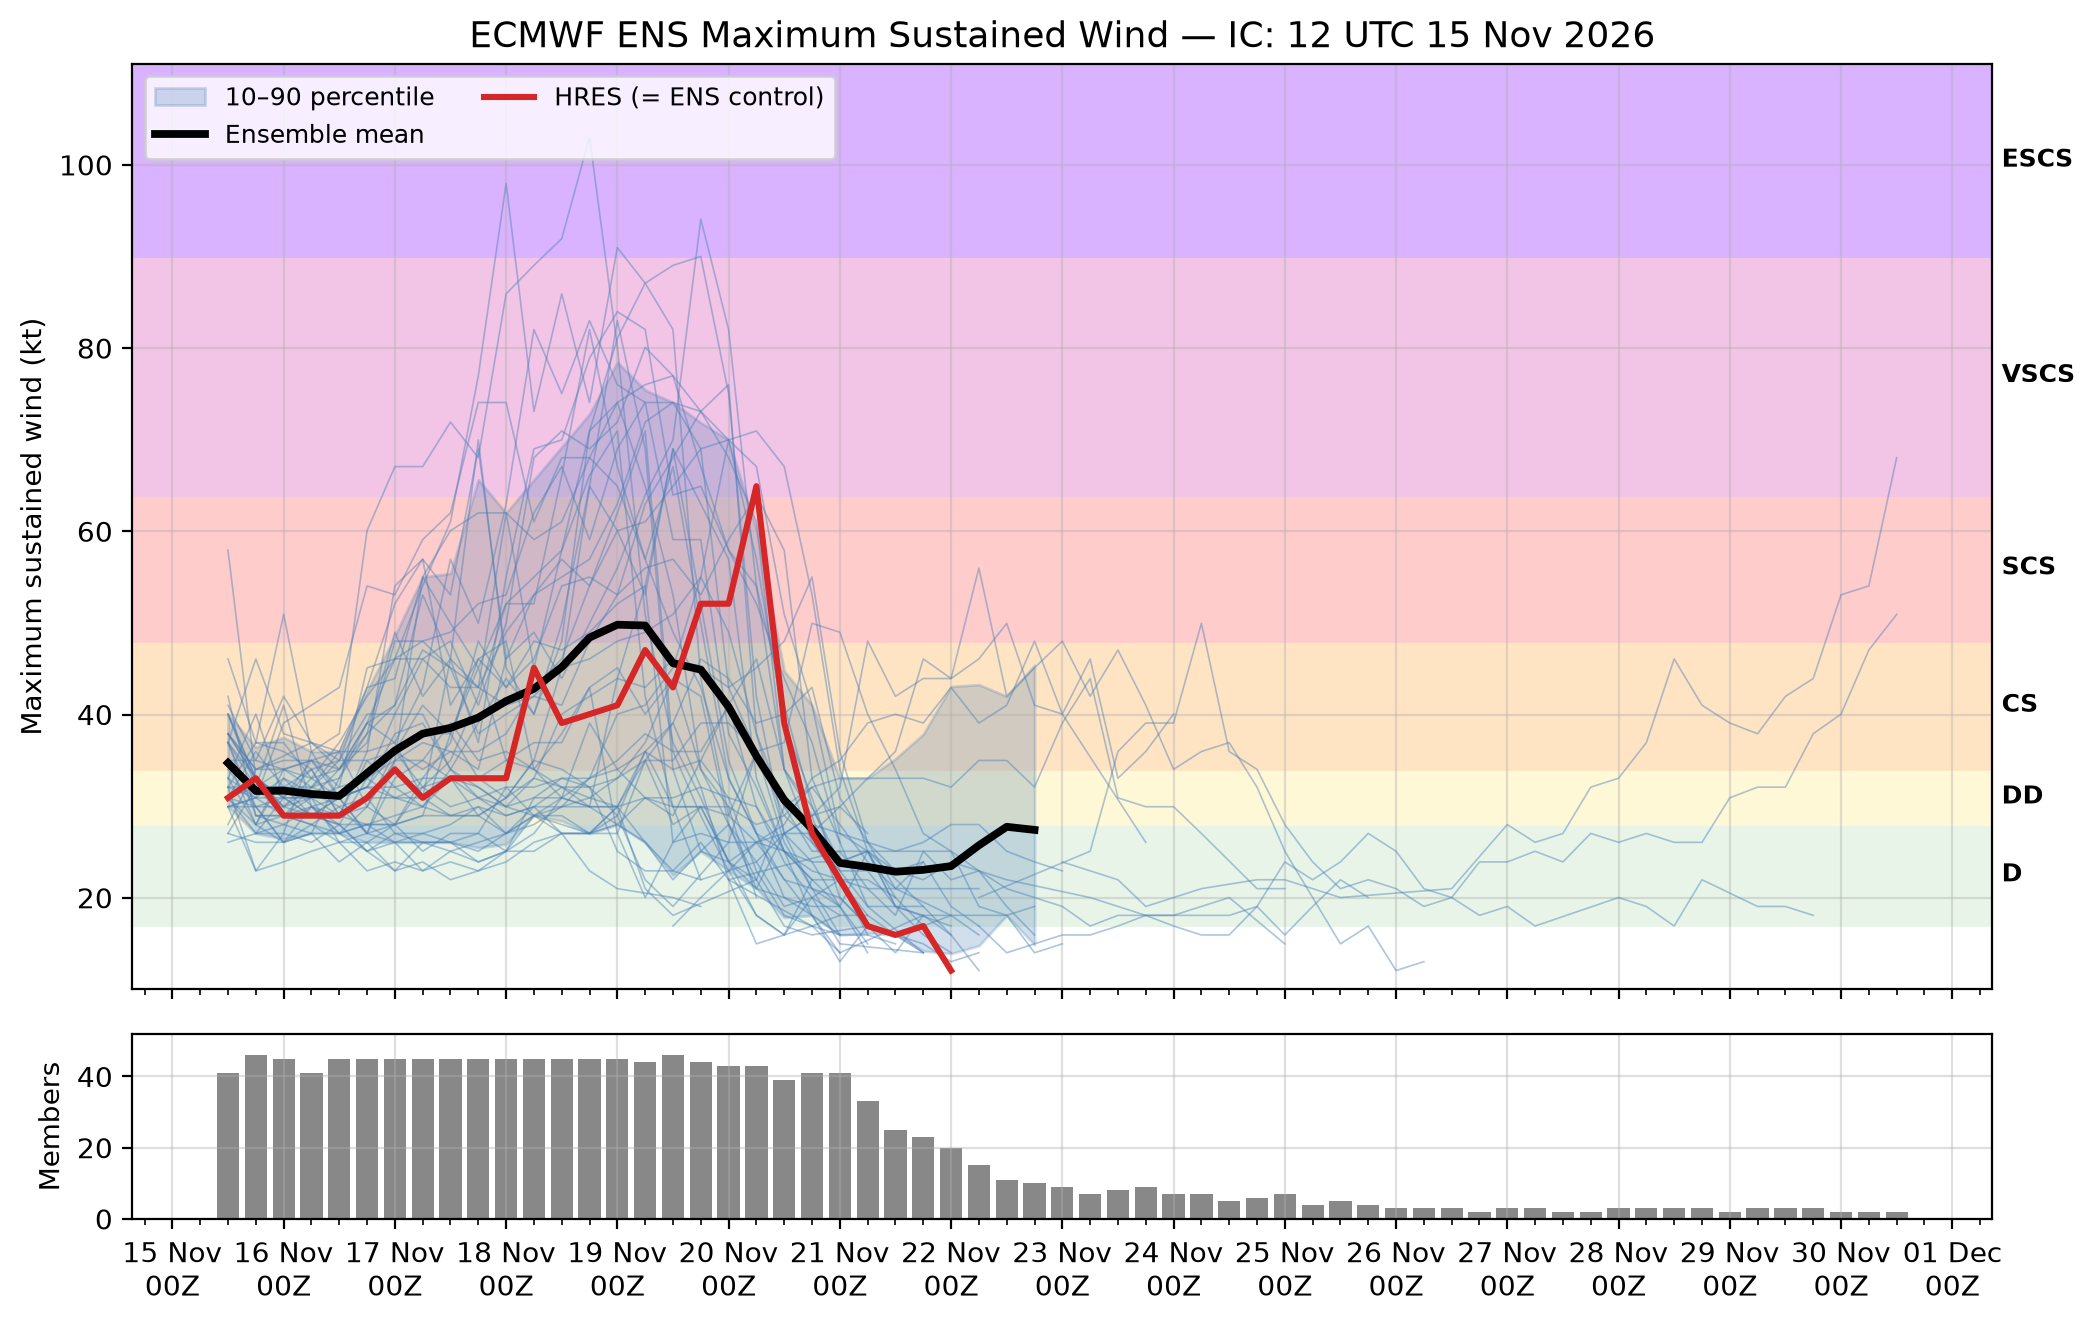 ECMWF ENS Maximum Sustained Wind — IC: 12 UTC 15 Nov 2026
10–90 percentile
Ensemble mean
HRES (= ENS control)
Maximum sustained wind (kt)
100
80
60
40
20
ESCS
VSCS
SCS
CS
DD
D
Members
40
20
0
15 Nov 16 Nov 17 Nov 18 Nov 19 Nov 20 Nov 21 Nov 22 Nov 23 Nov 24 Nov 25 Nov 26 Nov 27 Nov 28 Nov 29 Nov 30 Nov 01 Dec
00Z 00Z 00Z 00Z 00Z 00Z 00Z 00Z 00Z 00Z 00Z 00Z 00Z 00Z 00Z 00Z 00Z